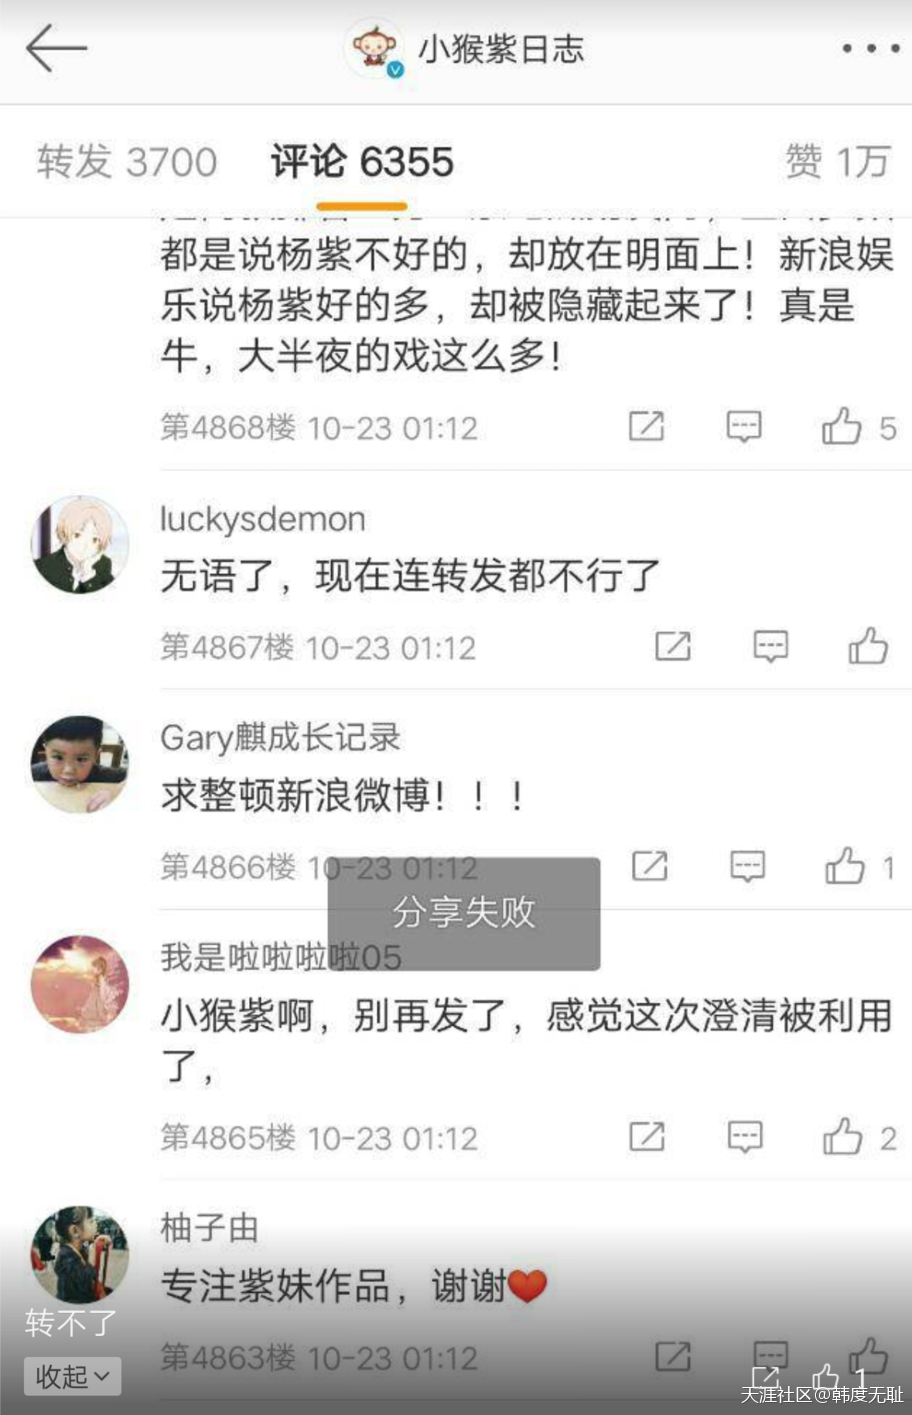 小猴紫日志
转发 3700 评论 6355 赞 1万
都是说杨紫不好的，却放在明面上！新浪娱
乐说杨紫好的多，却被隐藏起来了！真是
牛，大半夜的戏这么多！
第4868楼 10-23 01:12 5
luckysdemon
无语了，现在连转发都不行了
第4867楼 10-23 01:12
Gary麒成长记录
求整顿新浪微博！！！
第4866楼 10-23 01:12 1
分享失败
我是啦啦啦啦05
小猴紫啊，别再发了，感觉这次澄清被利用
了，
第4865楼 10-23 01:12 2
柚子由
专注紫妹作品，谢谢❤️
转不了
第4863楼 10-23 01:12
收起 1
天涯社区@韩度无耻